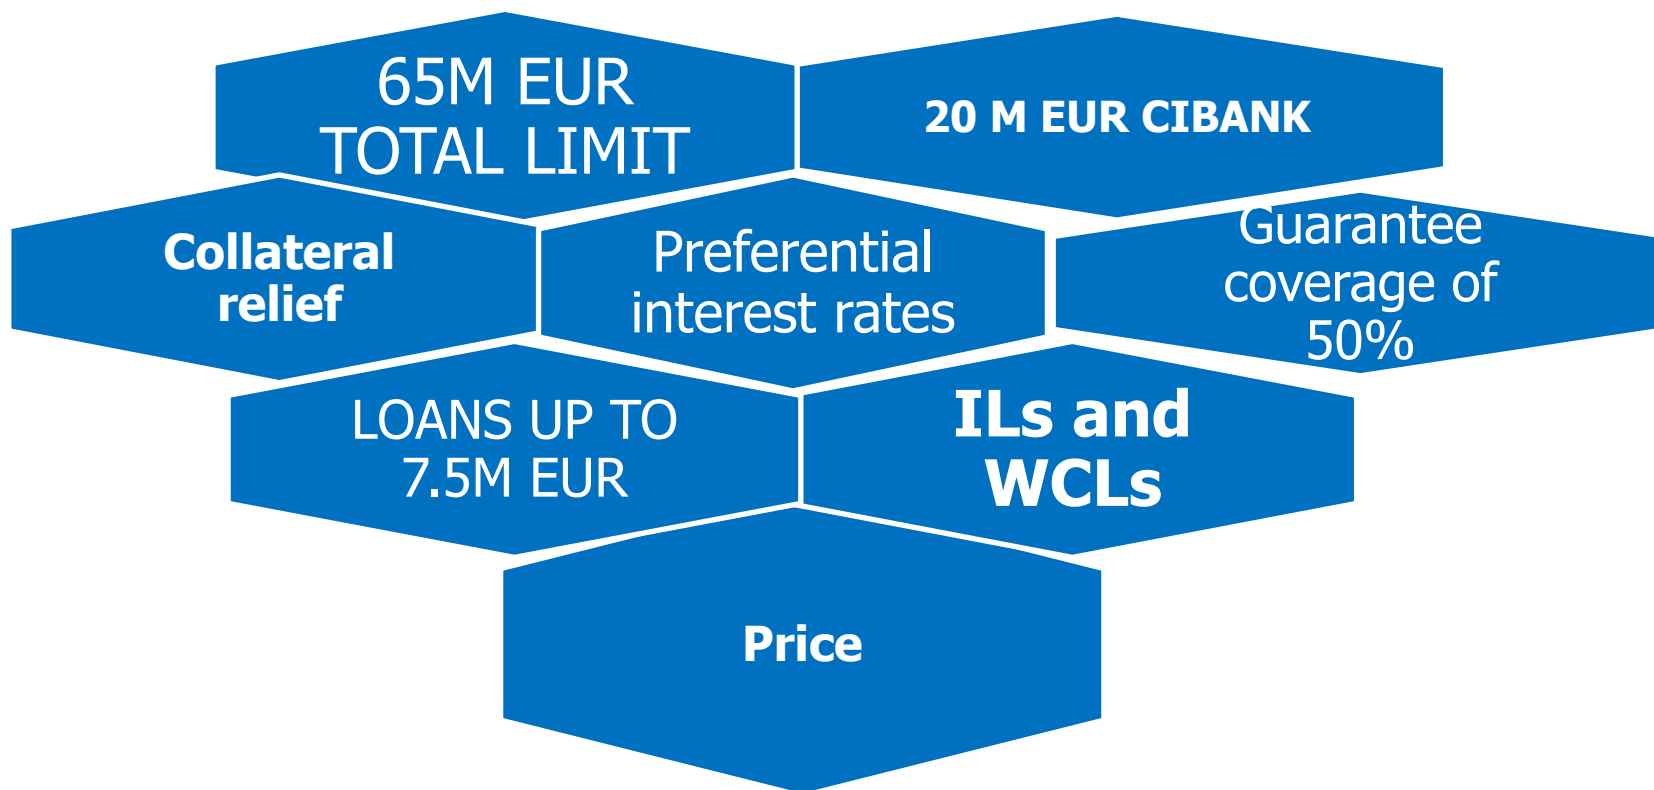 65M EUR
TOTAL LIMIT
20 M EUR CIBANK
Collateral
relief
Preferential
interest rates
Guarantee
coverage of
50%
LOANS UP TO
7.5M EUR
ILs and
WCLs
Price